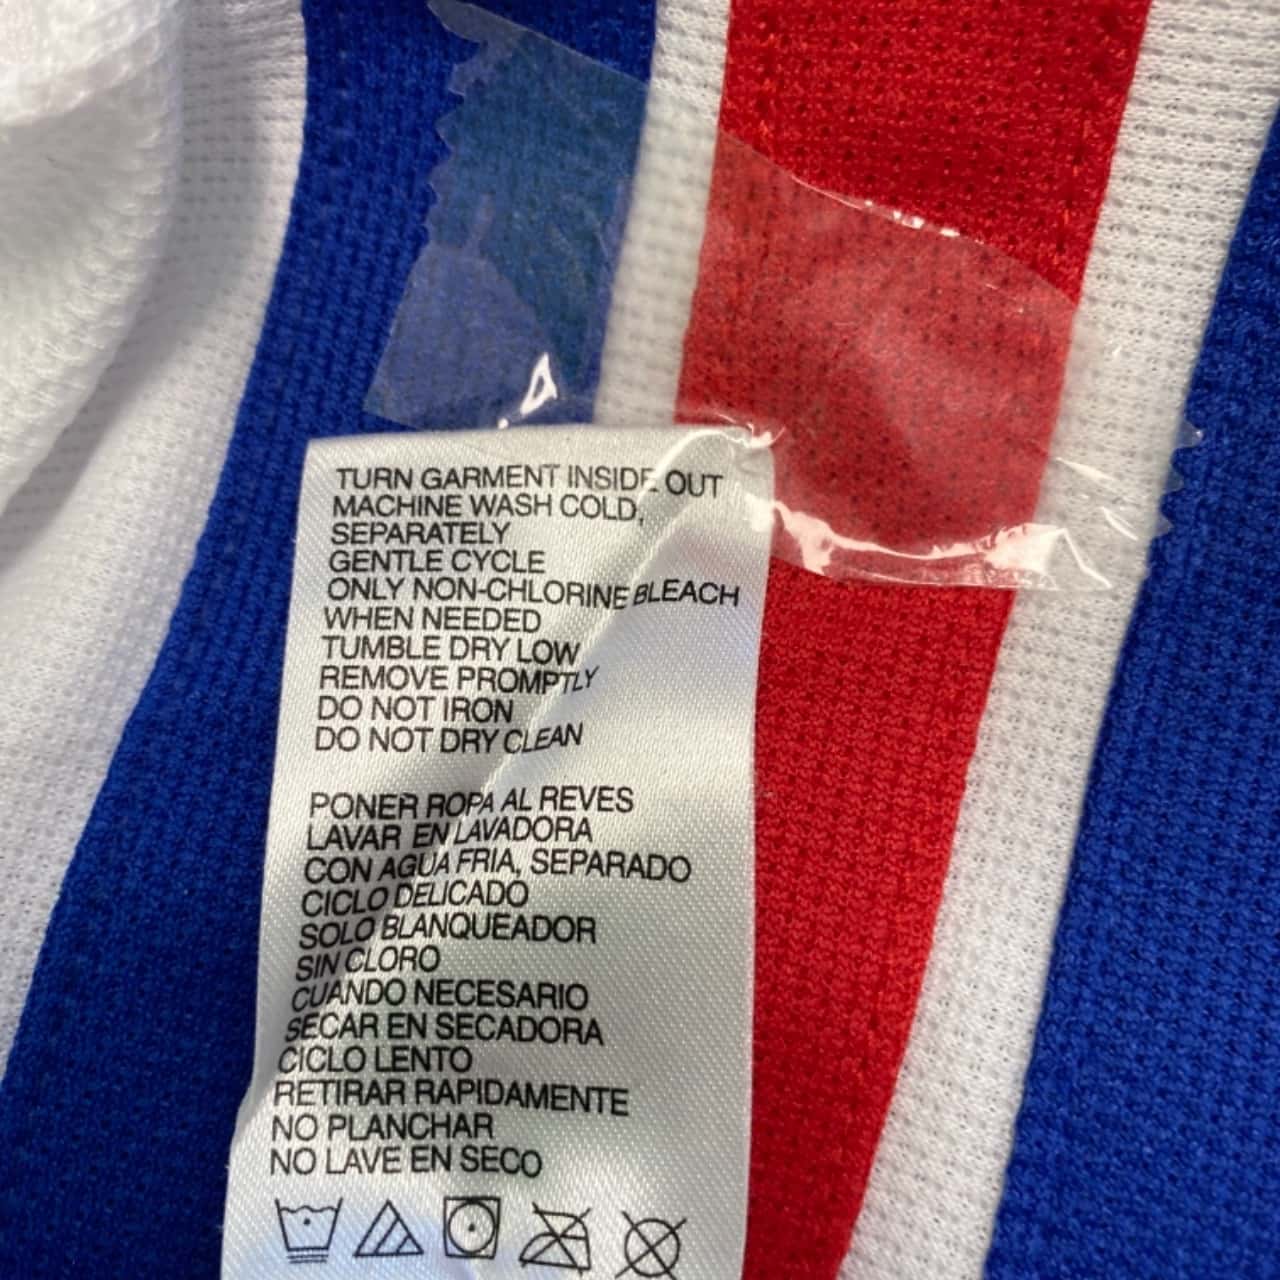 TURN GARMENT INSIDE OUT
MACHINE WASH COLD,
SEPARATELY
GENTLE CYCLE
ONLY NON-CHLORINE BLEACH
WHEN NEEDED
TUMBLE DRY LOW
REMOVE PROMPTLY
DO NOT IRON
DO NOT DRY CLEAN
PONER ROPA AL REVES
LAVAR EN LAVADORA
CON AGUA FRIA, SEPARADO
CICLO DELICADO
SOLO BLANQUEADOR
SIN CLORO
CUANDO NECESARIO
SECAR EN SECADORA
CICLO LENTO
RETIRAR RAPIDAMENTE
NO PLANCHAR
NO LAVE EN SECO